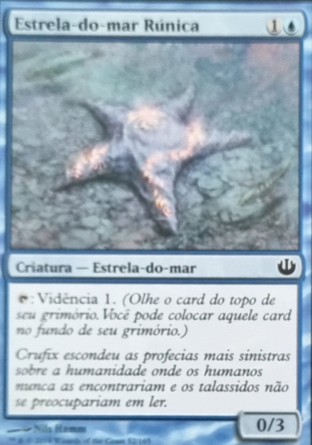 Estrela-do-mar Rúnica 1
Criatura — Estrela-do-mar
: Vidência 1. (Olhe o card do topo de
seu grimório. Você pode colocar aquele card
no fundo de seu grimório.)
Crufix escondeu as profecias mais sinistras
sobre a humanidade onde os humanos
nunca as encontrariam e os talassidos não
se preocupariam em ler.
Nils Hamm
0/3